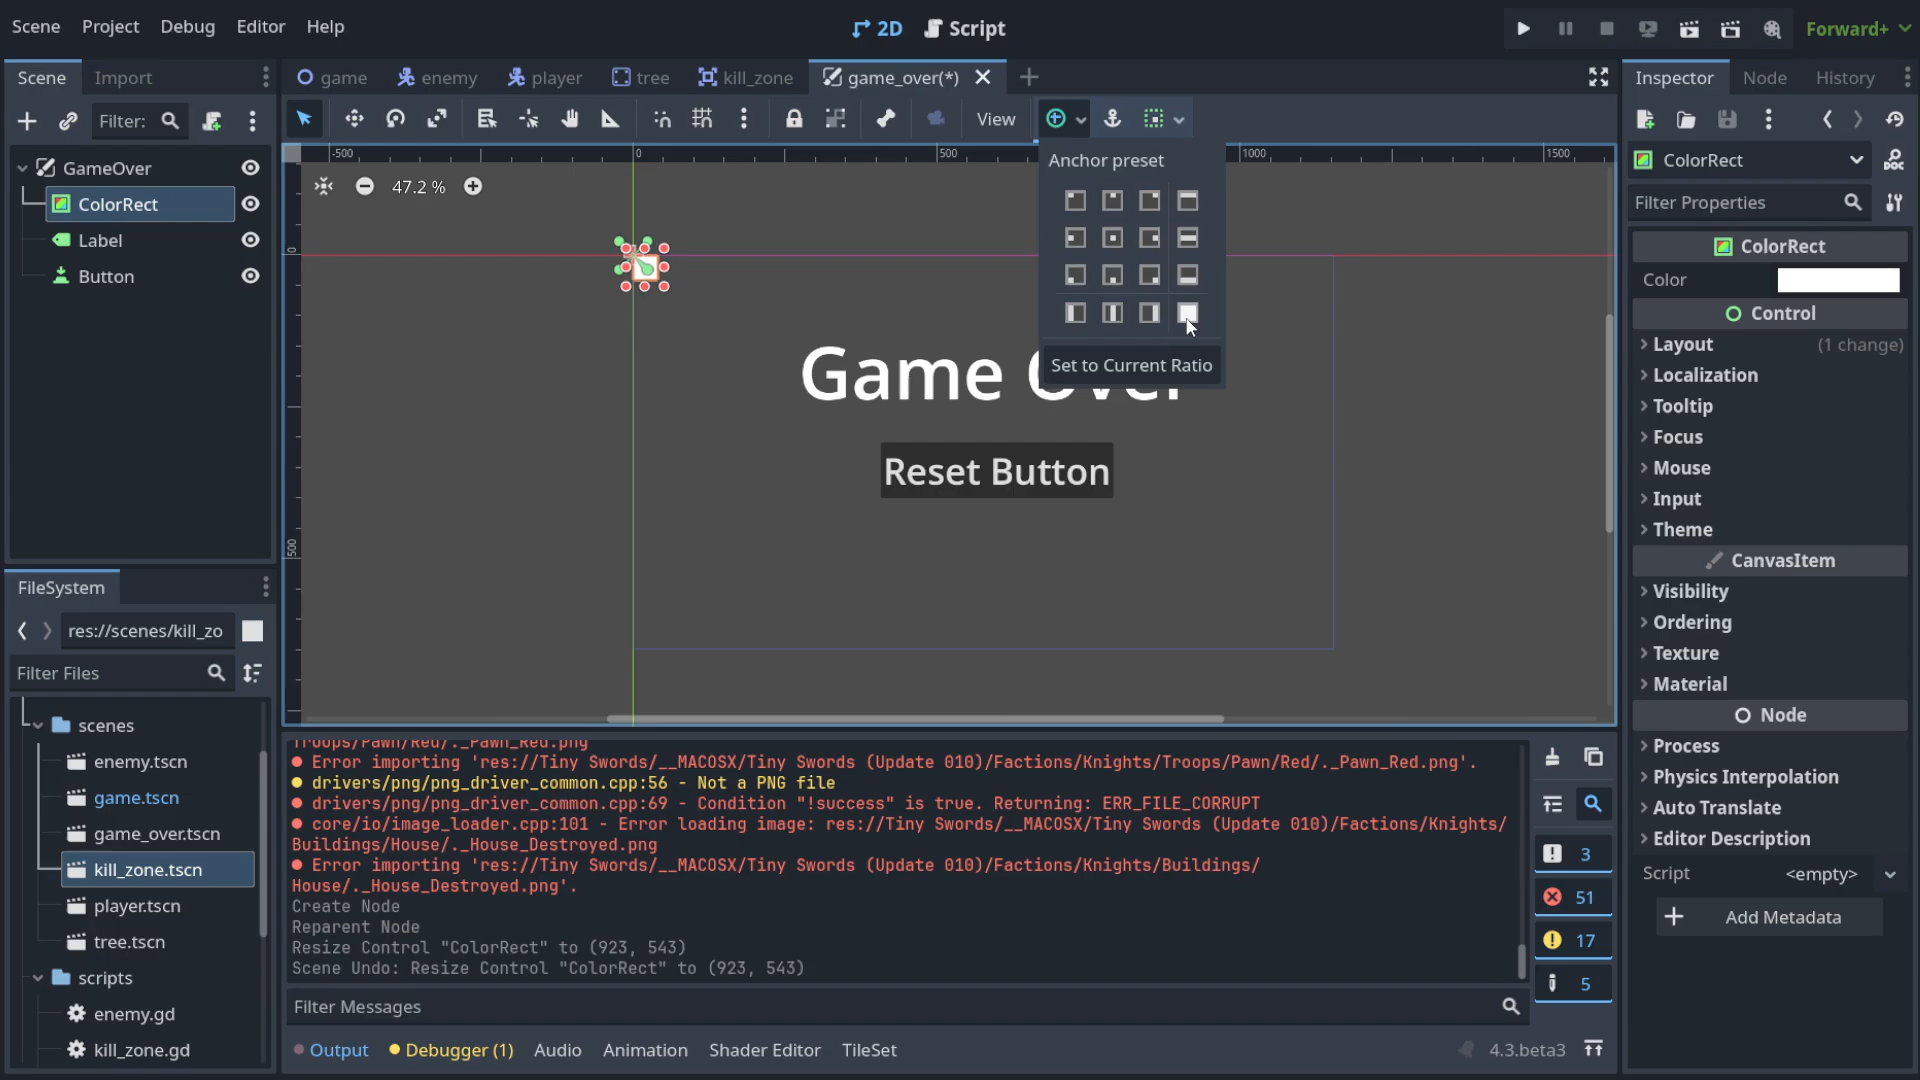 Scene Project Debug Editor Help
2D Script
Forward+
Scene Import
game enemy player tree kill_zone game_over(*)
Inspector Node History
Filter:
View
GameOver
ColorRect
Label
Button
-500 0 500 1000 1500
0
500
47.2 %
Anchor preset
Set to Current Ratio
Game Over
Reset Button
ColorRect
Filter Properties
ColorRect
Color
Control
Layout (1 change)
Localization
Tooltip
Focus
Mouse
Input
Theme
CanvasItem
Visibility
Ordering
Texture
Material
Node
Process
Physics Interpolation
Auto Translate
Editor Description
Script <empty>
Add Metadata
FileSystem
res://scenes/kill_zo
Filter Files
scenes
enemy.tscn
game.tscn
game_over.tscn
kill_zone.tscn
player.tscn
tree.tscn
scripts
enemy.gd
kill_zone.gd
Troops/Pawn/Red/._Pawn_Red.png
Error importing 'res://Tiny Swords/__MACOSX/Tiny Swords (Update 010)/Factions/Knights/Troops/Pawn/Red/._Pawn_Red.png'.
drivers/png/png_driver_common.cpp:56 - Not a PNG file
drivers/png/png_driver_common.cpp:69 - Condition "!success" is true. Returning: ERR_FILE_CORRUPT
core/io/image_loader.cpp:101 - Error loading image: res://Tiny Swords/__MACOSX/Tiny Swords (Update 010)/Factions/Knights/
Buildings/House/._House_Destroyed.png
Error importing 'res://Tiny Swords/__MACOSX/Tiny Swords (Update 010)/Factions/Knights/Buildings/
House/._House_Destroyed.png'.
Create Node
Reparent Node
Resize Control "ColorRect" to (923, 543)
Scene Undo: Resize Control "ColorRect" to (923, 543)
3
51
17
5
Filter Messages
Output Debugger (1) Audio Animation Shader Editor TileSet
4.3.beta3